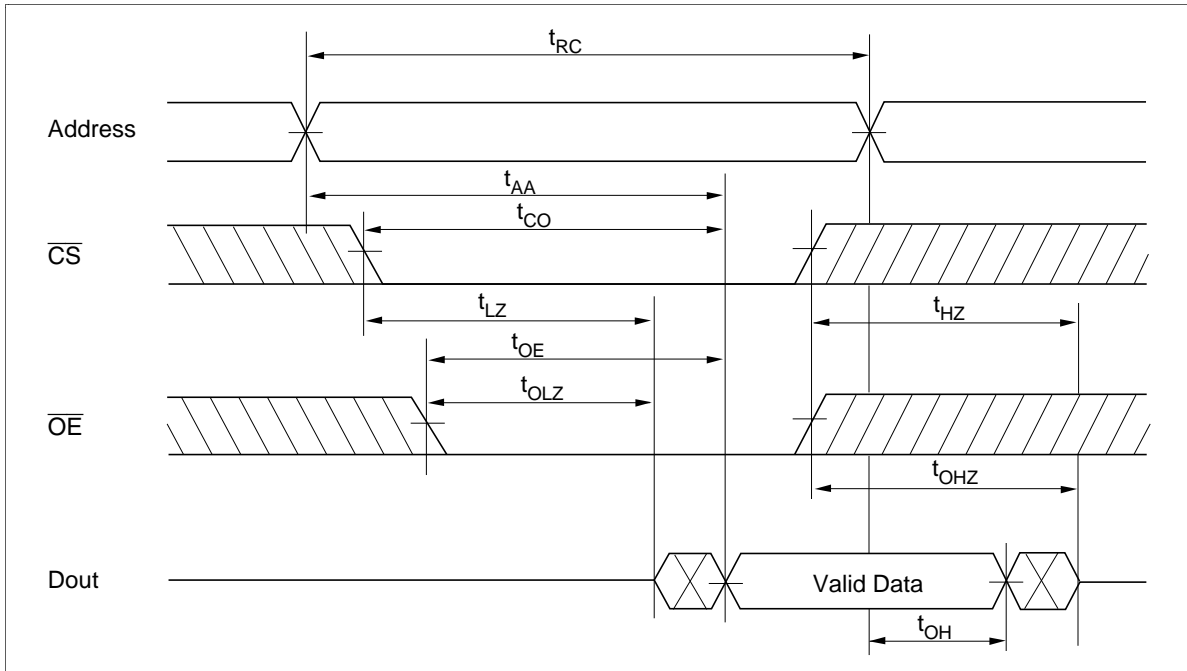 tRC
Address
tAA
tCO
CS
tLZ
tHZ
tOE
tOLZ
OE
tOHZ
Dout
Valid Data
tOH